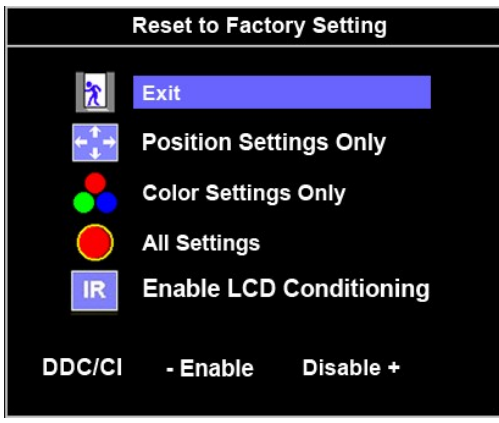 Reset to Factory Setting
Exit
Position Settings Only
Color Settings Only
All Settings
IR Enable LCD Conditioning
DDC/CI - Enable Disable +